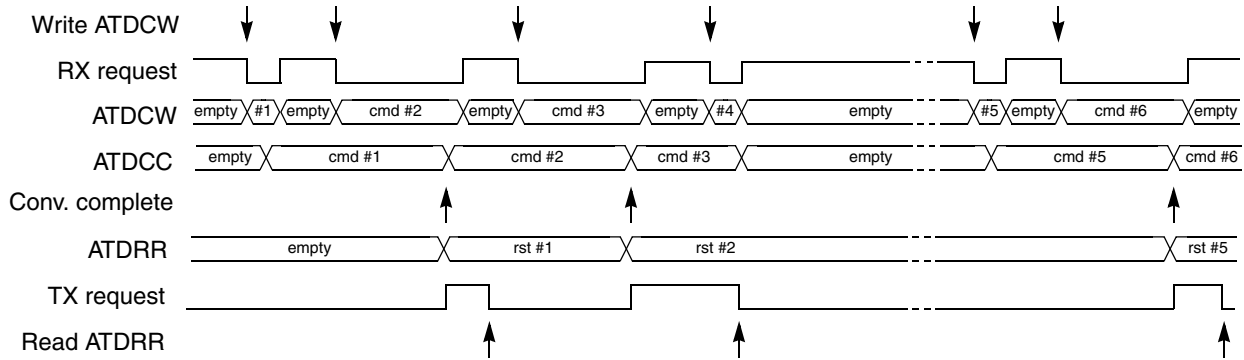 Write ATDCW
RX request
ATDCW empty #1 empty cmd #2 empty cmd #3 empty #4 empty #5 empty cmd #6 empty
ATDCC empty cmd #1 cmd #2 cmd #3 empty cmd #5 cmd #6
Conv. complete
ATDRR empty rst #1 rst #2 rst #5
TX request
Read ATDRR